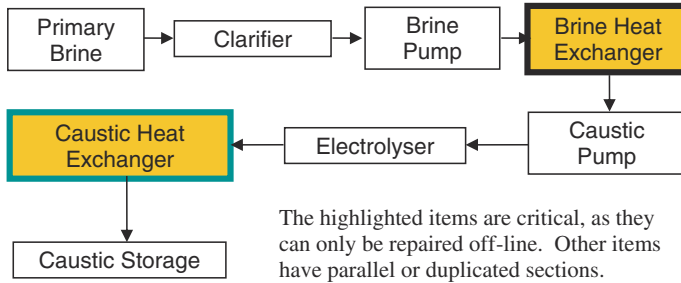 Primary
Brine
Clarifier
Brine
Pump
Brine Heat
Exchanger
Caustic Heat
Exchanger
Electrolyser
Caustic
Pump
Caustic Storage
The highlighted items are critical, as they
can only be repaired off-line. Other items
have parallel or duplicated sections.